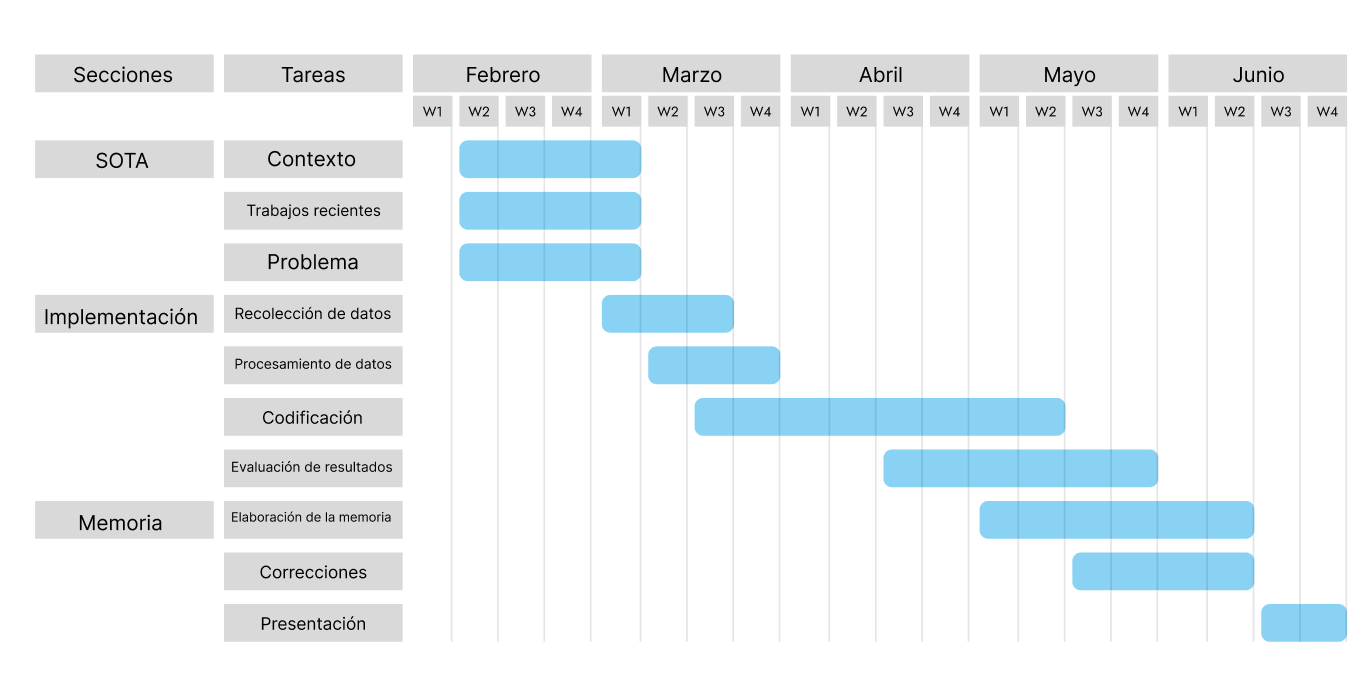 Secciones Tareas Febrero Marzo Abril Mayo Junio
W1 W2 W3 W4 W1 W2 W3 W4 W1 W2 W3 W4 W1 W2 W3 W4 W1 W2 W3 W4
SOTA Contexto
Trabajos recientes
Problema
Implementación Recolección de datos
Procesamiento de datos
Codificación
Evaluación de resultados
Memoria Elaboración de la memoria
Correcciones
Presentación